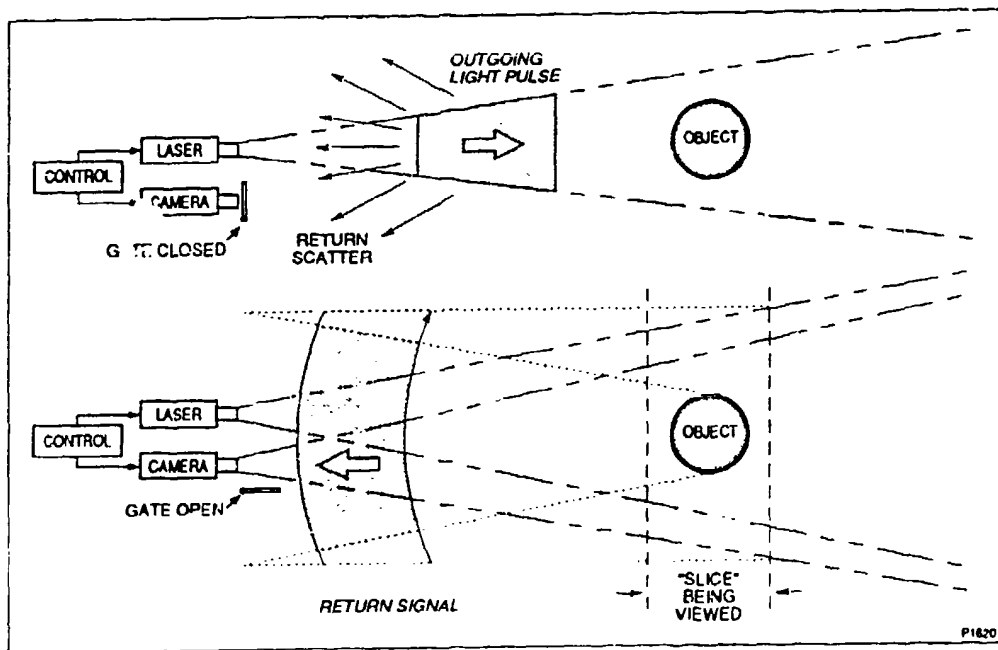 OUTGOING
LIGHT PULSE
OBJECT
LASER
CONTROL
CAMERA
CLOSED
RETURN
SCATTER
LASER
CONTROL
CAMERA
OBJECT
GATE OPEN
"SLICE"
BEING
VIEWED
RETURN SIGNAL
P1620